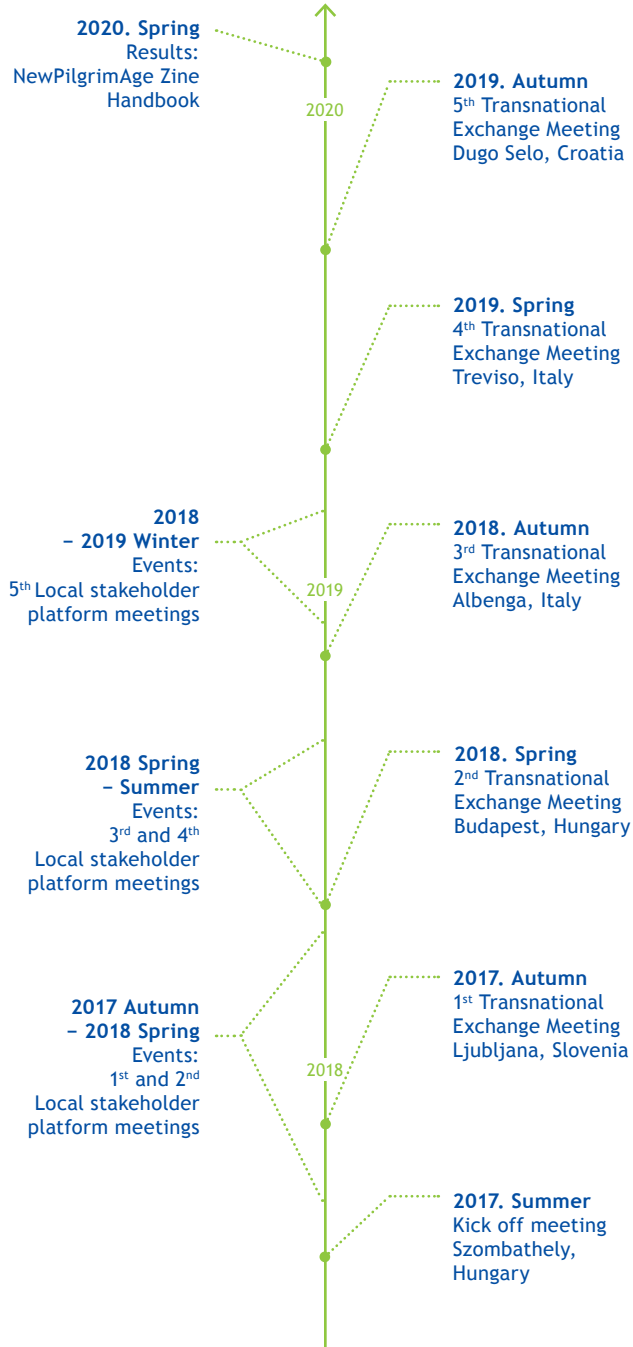 2020. Spring
Results:
NewPilgrimAge Zine
Handbook
2020
2019. Autumn
5th Transnational
Exchange Meeting
Dugo Selo, Croatia
2019. Spring
4th Transnational
Exchange Meeting
Treviso, Italy
2018
– 2019 Winter
Events:
5th Local stakeholder
platform meetings
2019
2018. Autumn
3rd Transnational
Exchange Meeting
Albenga, Italy
2018 Spring
– Summer
Events:
3rd and 4th
Local stakeholder
platform meetings
2018. Spring
2nd Transnational
Exchange Meeting
Budapest, Hungary
2017 Autumn
– 2018 Spring
Events:
1st and 2nd
Local stakeholder
platform meetings
2018
2017. Autumn
1st Transnational
Exchange Meeting
Ljubljana, Slovenia
2017. Summer
Kick off meeting
Szombathely,
Hungary